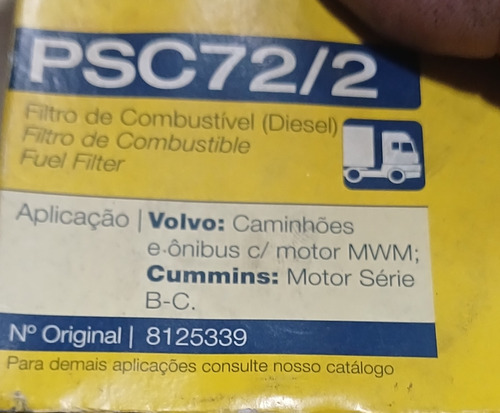 PSC72/2
Filtro de Combustível (Diesel)
Filtro de Combustible
Fuel Filter
Aplicação | Volvo: Caminhões
e ônibus c/ motor MWM;
Cummins: Motor Série
B-C.
Nº Original | 8125339
Para demais aplicações consulte nosso catálogo